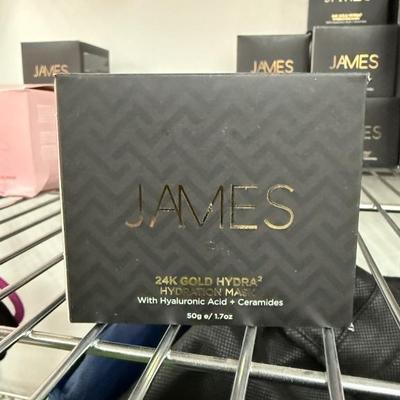 JAMES
JAMES
JAMES
JAMES
24K GOLD HYDRA²
HYDRATION MASK
With Hyaluronic Acid + Ceramides
50g e/ 1.7oz